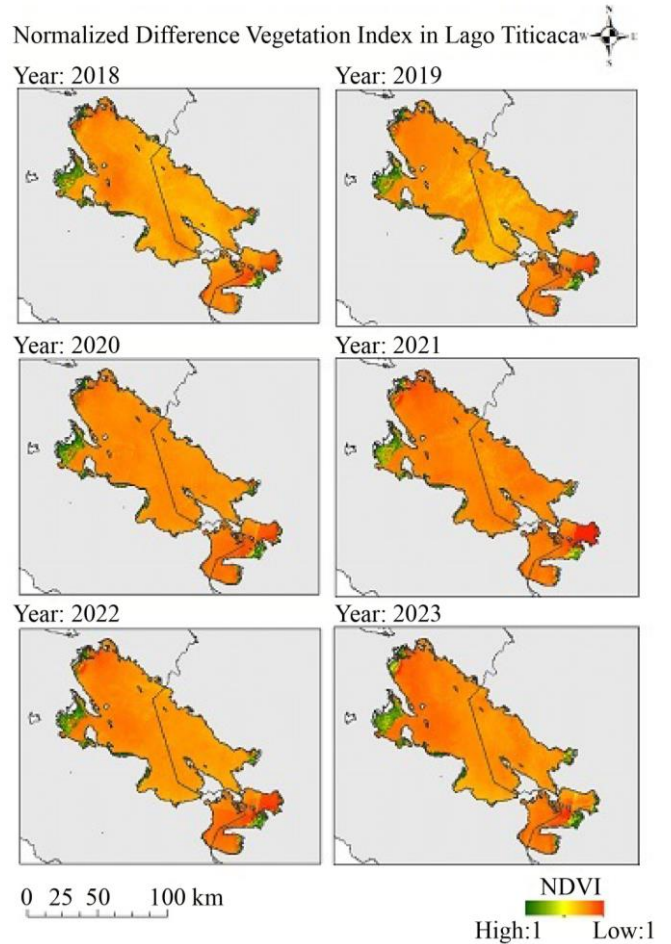 N
Normalized Difference Vegetation Index in Lago Titicaca W E
S
Year: 2018 Year: 2019
Year: 2020 Year: 2021
Year: 2022 Year: 2023
0 25 50 100 km
NDVI
High:1 Low:1